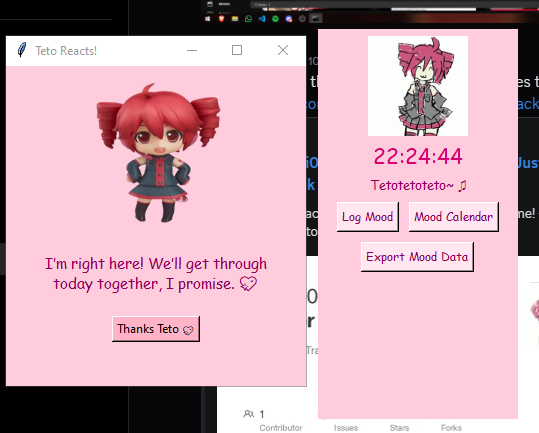 Teto Reacts!
I'm right here! We'll get through
today together, I promise. 💖
Thanks Teto 💖
22:24:44
Tetotetoteto~ ♫
Log Mood
Mood Calendar
Export Mood Data
1
Contributor
Issues
Stars
Forks